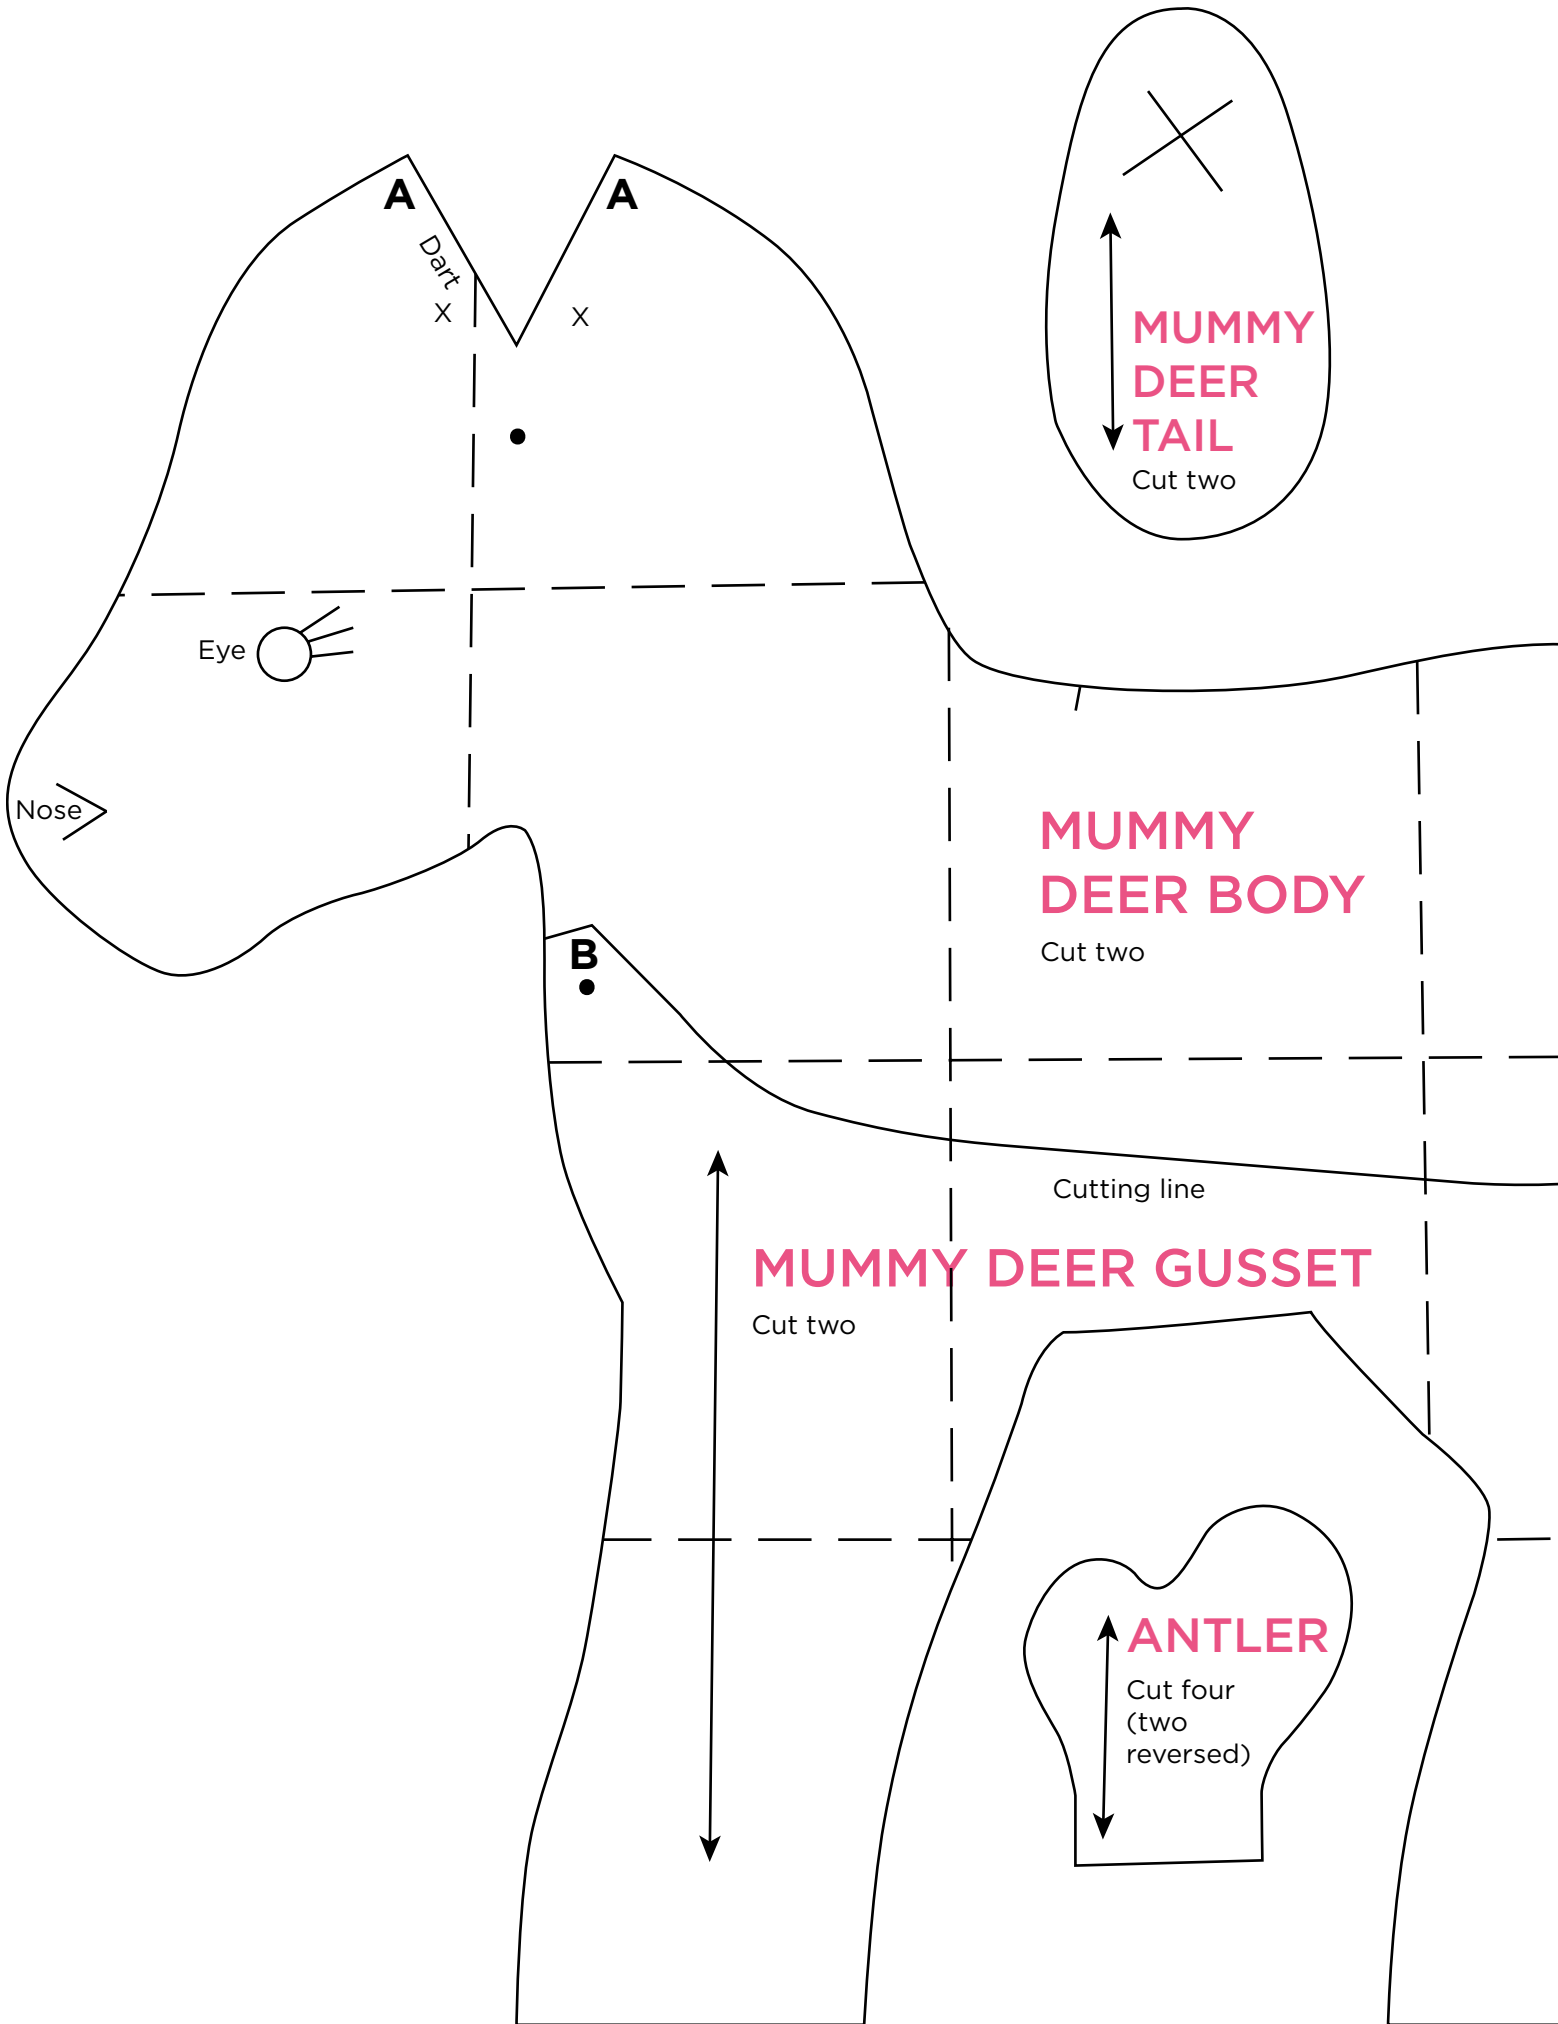 A
A
Dart
X
X
MUMMY
DEER
TAIL
Cut two
Eye
Nose
MUMMY
DEER BODY
Cut two
B
Cutting line
MUMMY DEER GUSSET
Cut two
ANTLER
Cut four
(two
reversed)